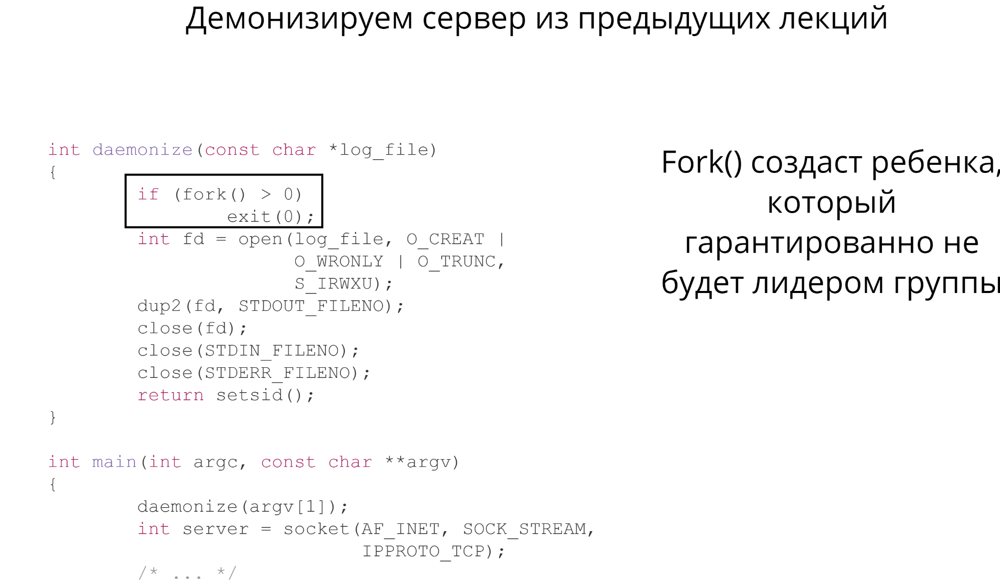 Демонизируем сервер из предыдущих лекций
int daemonize(const char *log_file)
{
if (fork() > 0)
exit(0);
int fd = open(log_file, O_CREAT |
O_WRONLY | O_TRUNC,
S_IRWXU);
dup2(fd, STDOUT_FILENO);
close(fd);
close(STDIN_FILENO);
close(STDERR_FILENO);
return setsid();
}
int main(int argc, const char **argv)
{
daemonize(argv[1]);
int server = socket(AF_INET, SOCK_STREAM,
IPPROTO_TCP);
/* ... */
Fork() создаст ребенка,
который
гарантированно не
будет лидером группы